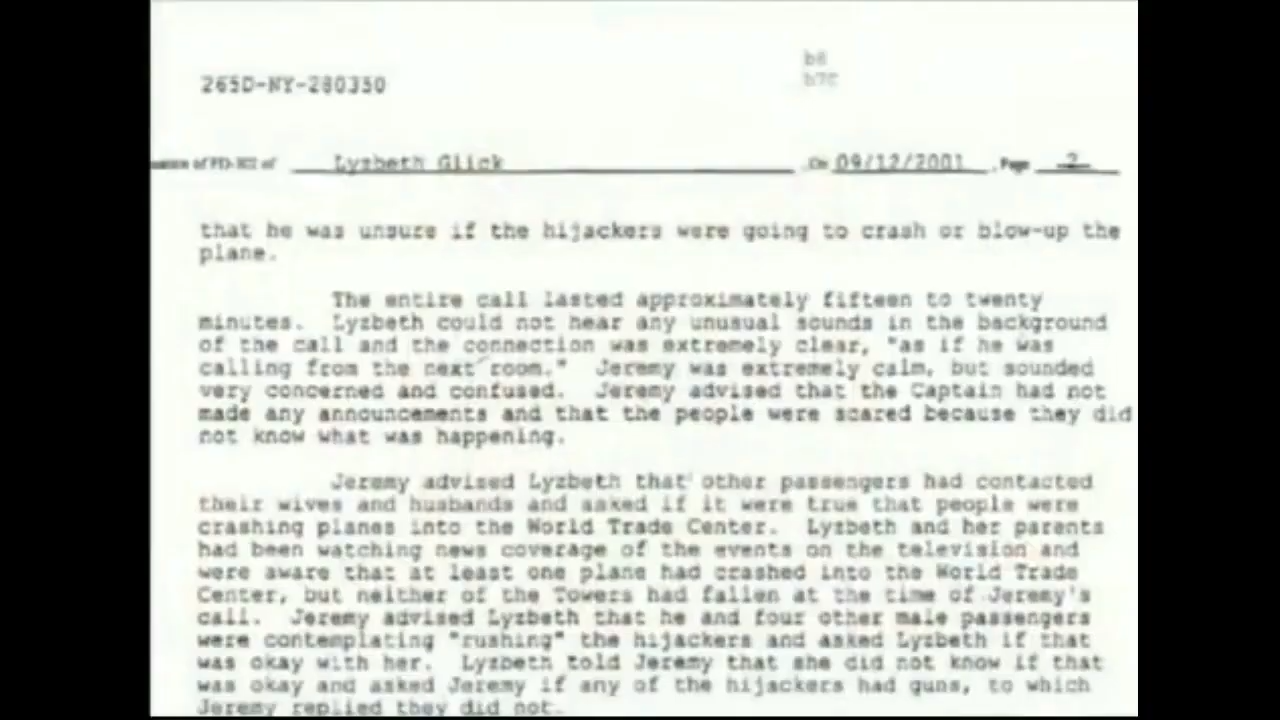 b6
b7C
265D-NY-280350
of FD-302 of Lyzbeth Glick On 09/12/2001 , Page 2
that he was unsure if the hijackers were going to crash or blow-up the
plane.
The entire call lasted approximately fifteen to twenty
minutes. Lyzbeth could not hear any unusual sounds in the background
of the call and the connection was extremely clear, "as if he was
calling from the next room." Jeremy was extremely calm, but sounded
very concerned and confused. Jeremy advised that the Captain had not
made any announcements and that the people were scared because they did
not know what was happening.
Jeremy advised Lyzbeth that other passengers had contacted
their wives and husbands and asked if it were true that people were
crashing planes into the World Trade Center. Lyzbeth and her parents
had been watching news coverage of the events on the television and
were aware that at least one plane had crashed into the World Trade
Center, but neither of the Towers had fallen at the time of Jeremy's
call. Jeremy advised Lyzbeth that he and four other male passengers
were contemplating "rushing" the hijackers and asked Lyzbeth if that
was okay with her. Lyzbeth told Jeremy that she did not know if that
was okay and asked Jeremy if any of the hijackers had guns, to which
Jeremy replied they did not.